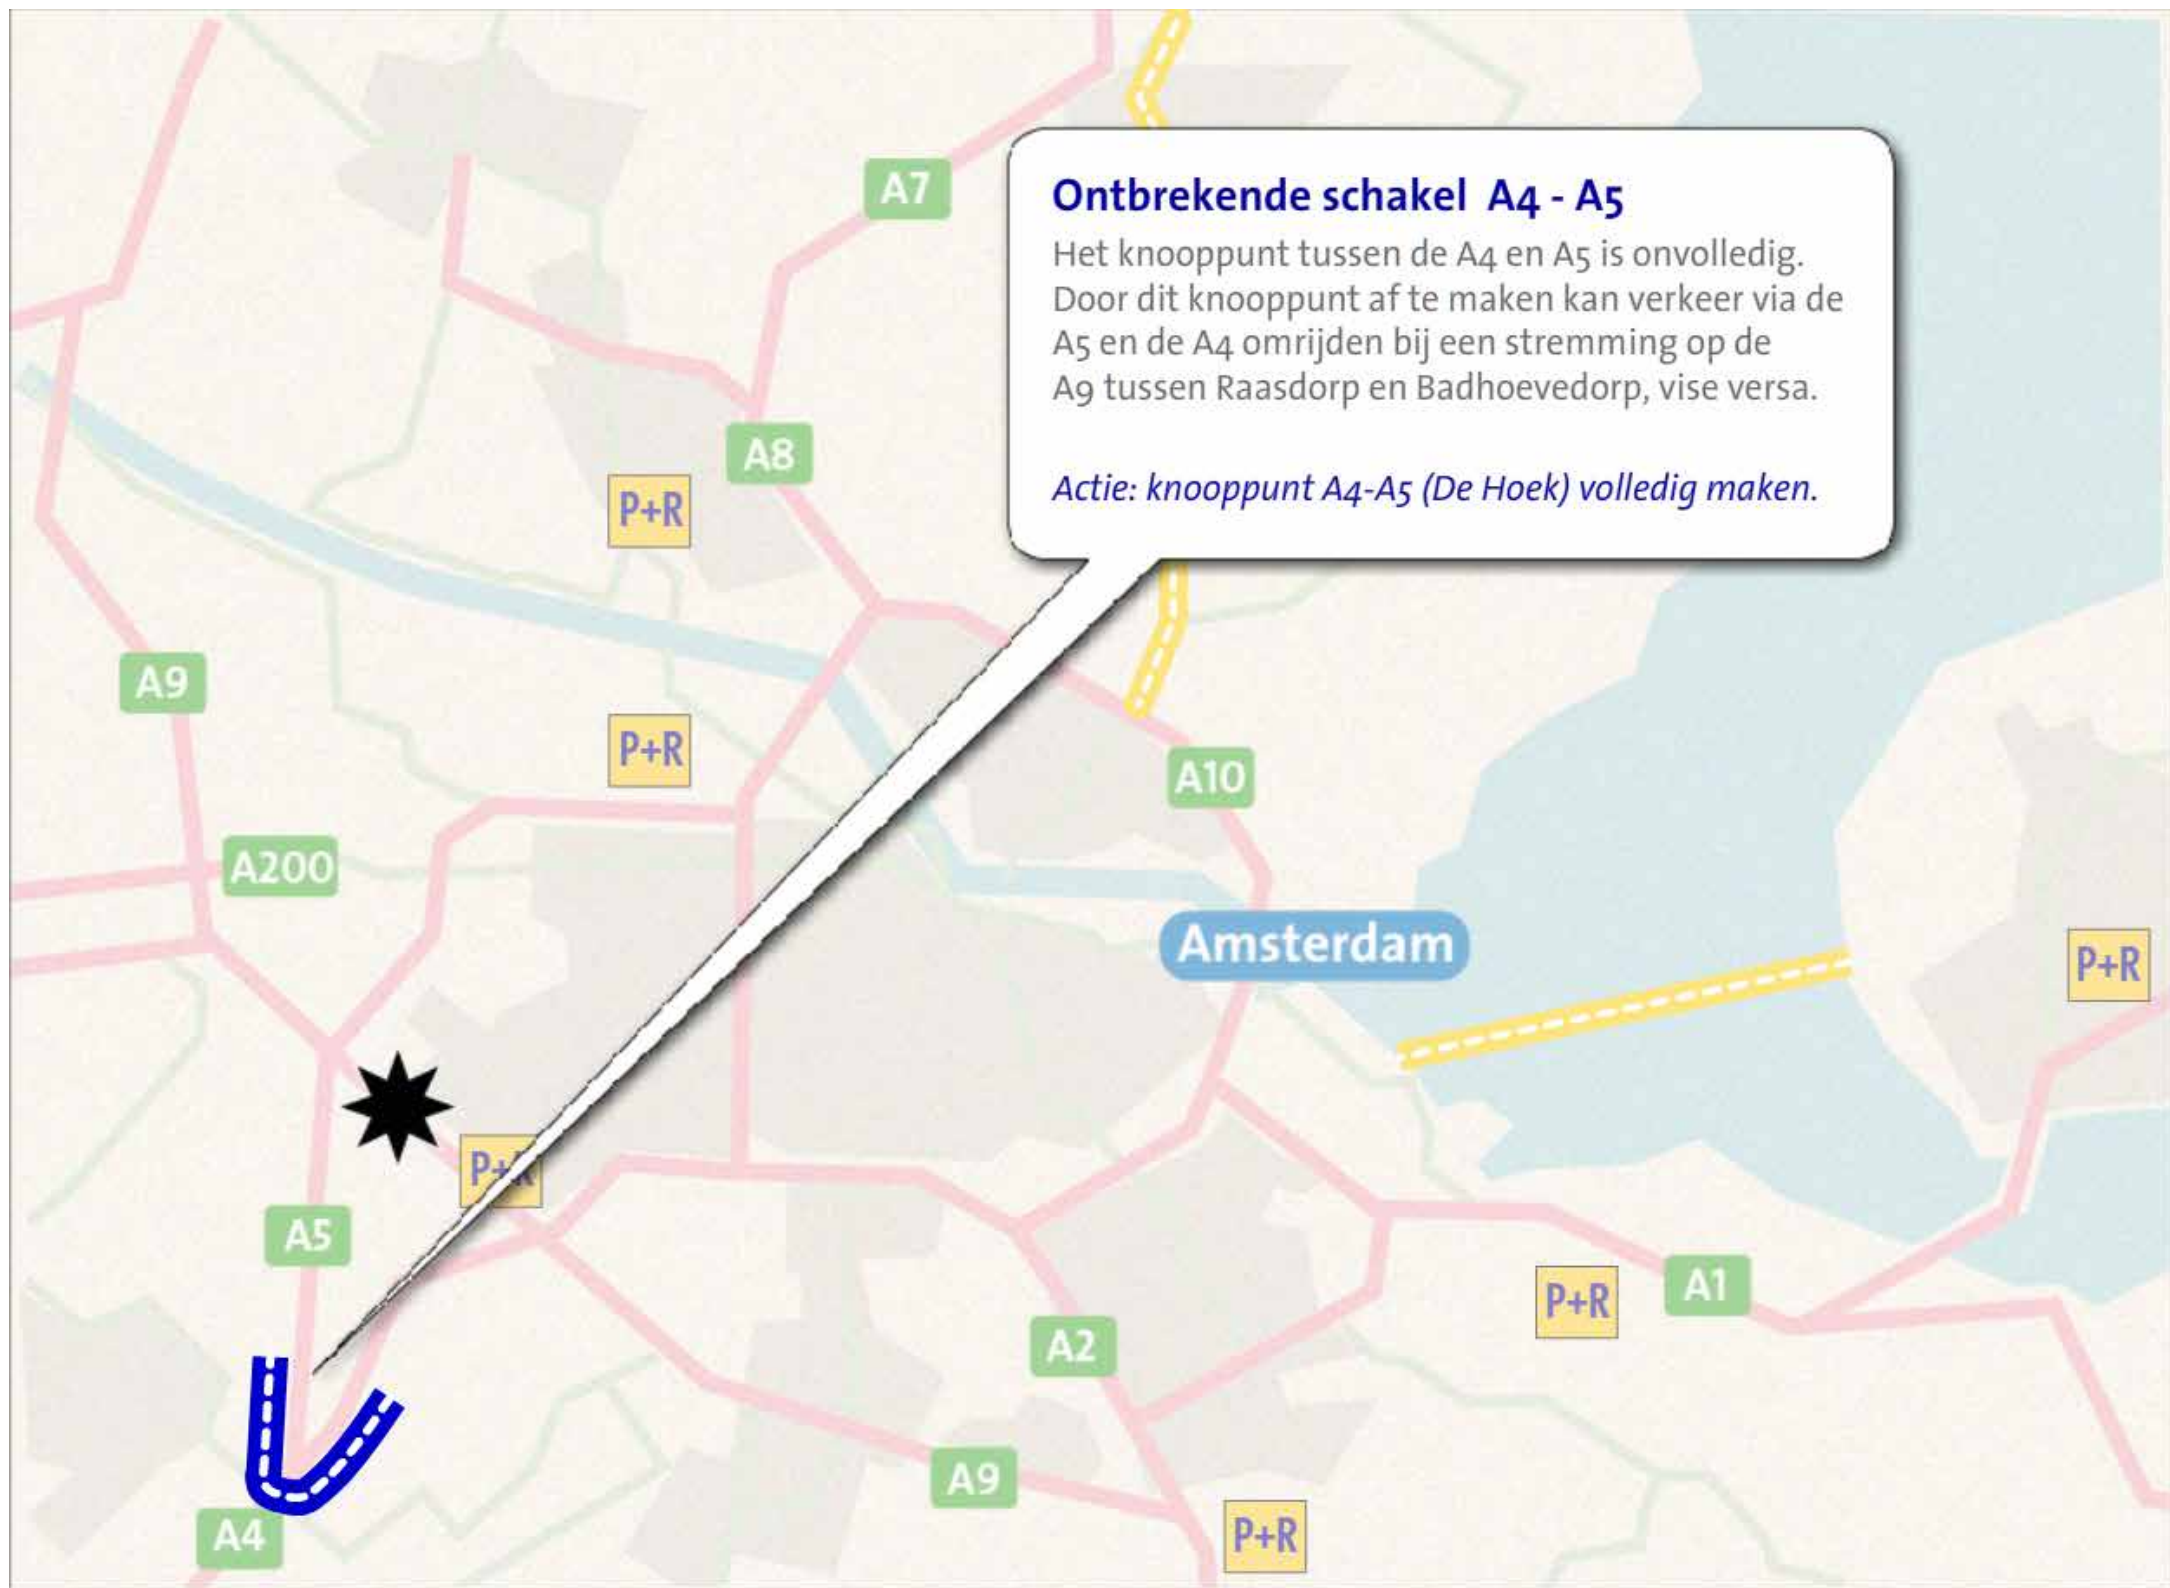 A7
Ontbrekende schakel A4 - A5
Het knooppunt tussen de A4 en A5 is onvolledig.
Door dit knooppunt af te maken kan verkeer via de
A5 en de A4 omrijden bij een stremming op de
A9 tussen Raasdorp en Badhoevedorp, vise versa.
Actie: knooppunt A4-A5 (De Hoek) volledig maken.
A8
P+R
A9
P+R
A10
A200
Amsterdam
P+R
P+R
A5
A1
P+R
A2
A9
A4
P+R